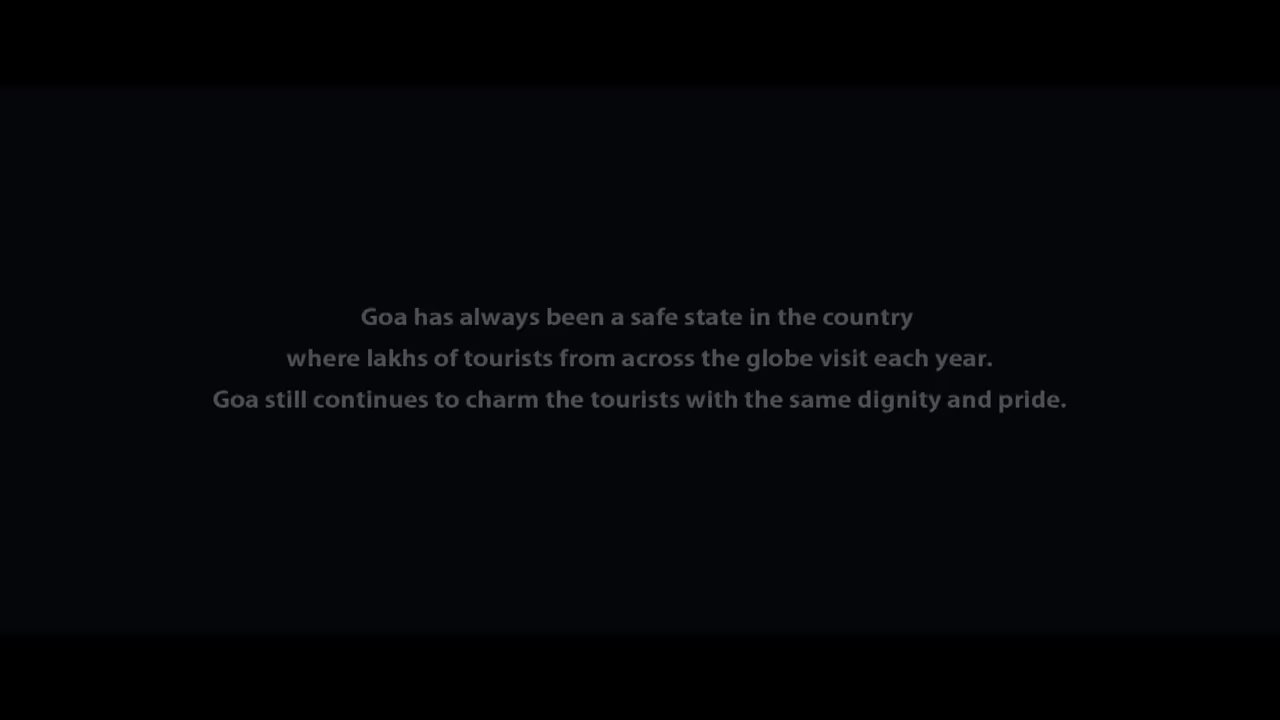 Goa has always been a safe state in the country
where lakhs of tourists from across the globe visit each year.
Goa still continues to charm the tourists with the same dignity and pride.